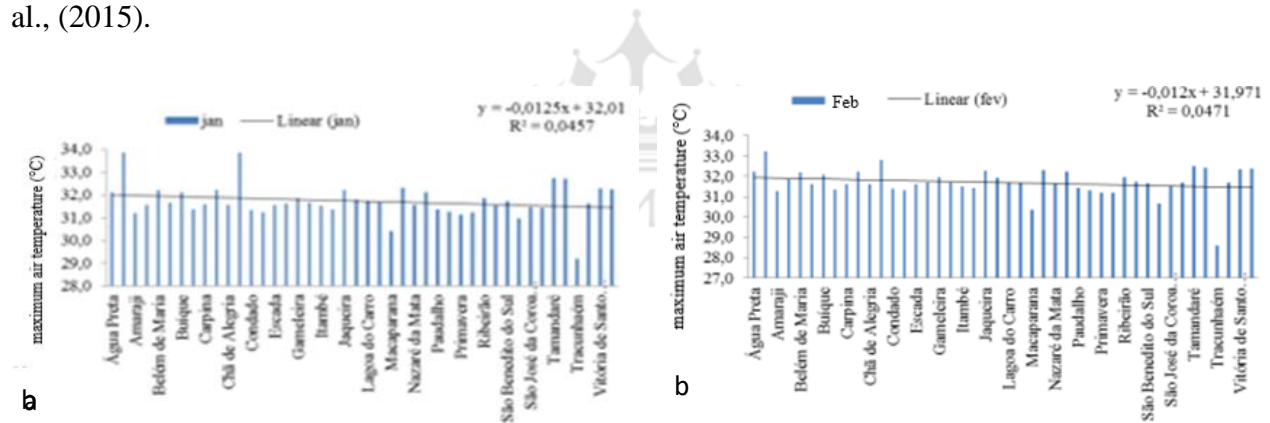 al., (2015).
jan
Linear (jan)
y = -0,0125x + 32,01
R² = 0,0457
maximum air temperature (°C)
34,0
33,0
32,0
31,0
30,0
29,0
28,0
Água Preta
Amaraji
Belém de Maria
Buíque
Carpina
Chã de Alegria
Condado
Escada
Gameleira
Itambé
Jaqueira
Lagoa do Carro
Macaparana
Nazaré da Mata
Paudalho
Primavera
Ribeirão
São Benedito do Sul
São José da Coroa…
Tamandaré
Tracunhaém
Vitória de Santo…
Feb
Linear (fev)
y = -0,012x + 31,971
R² = 0,0471
maximum air temperature (°C)
34,0
33,0
32,0
31,0
30,0
29,0
28,0
27,0
Água Preta
Amaraji
Belém de Maria
Buíque
Carpina
Chã de Alegria
Condado
Escada
Gameleira
Itambé
Jaqueira
Lagoa do Carro
Macaparana
Nazaré da Mata
Paudalho
Primavera
Ribeirão
São Benedito do Sul
São José da Coroa…
Tamandaré
Tracunhaém
Vitória de Santo…
b